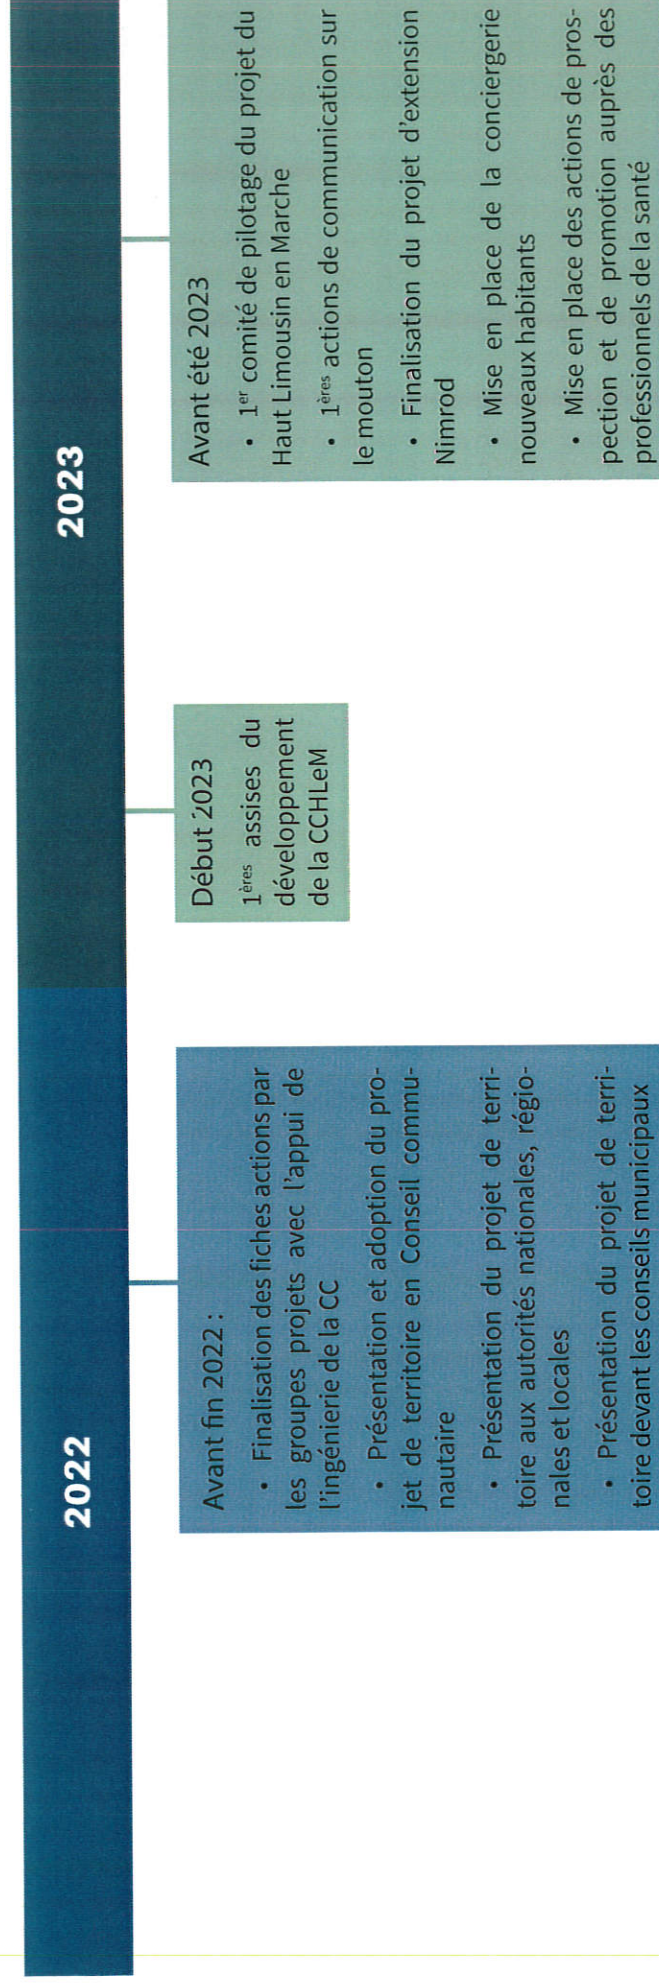 2022
2023
Avant fin 2022 :
• Finalisation des fiches actions par
les groupes projets avec l'appui de
l'ingénierie de la CC
• Présentation et adoption du pro-
jet de territoire en Conseil commu-
nautaire
• Présentation du projet de terri-
toire aux autorités nationales, régio-
nales et locales
• Présentation du projet de terri-
toire devant les conseils municipaux
Début 2023
1ères assises du
développement
de la CCHLeM
Avant été 2023
• 1er comité de pilotage du projet du
Haut Limousin en Marche
• 1ères actions de communication sur
le mouton
• Finalisation du projet d'extension
Nimrod
• Mise en place de la conciergerie
nouveaux habitants
• Mise en place des actions de pros-
pection et de promotion auprès des
professionnels de la santé